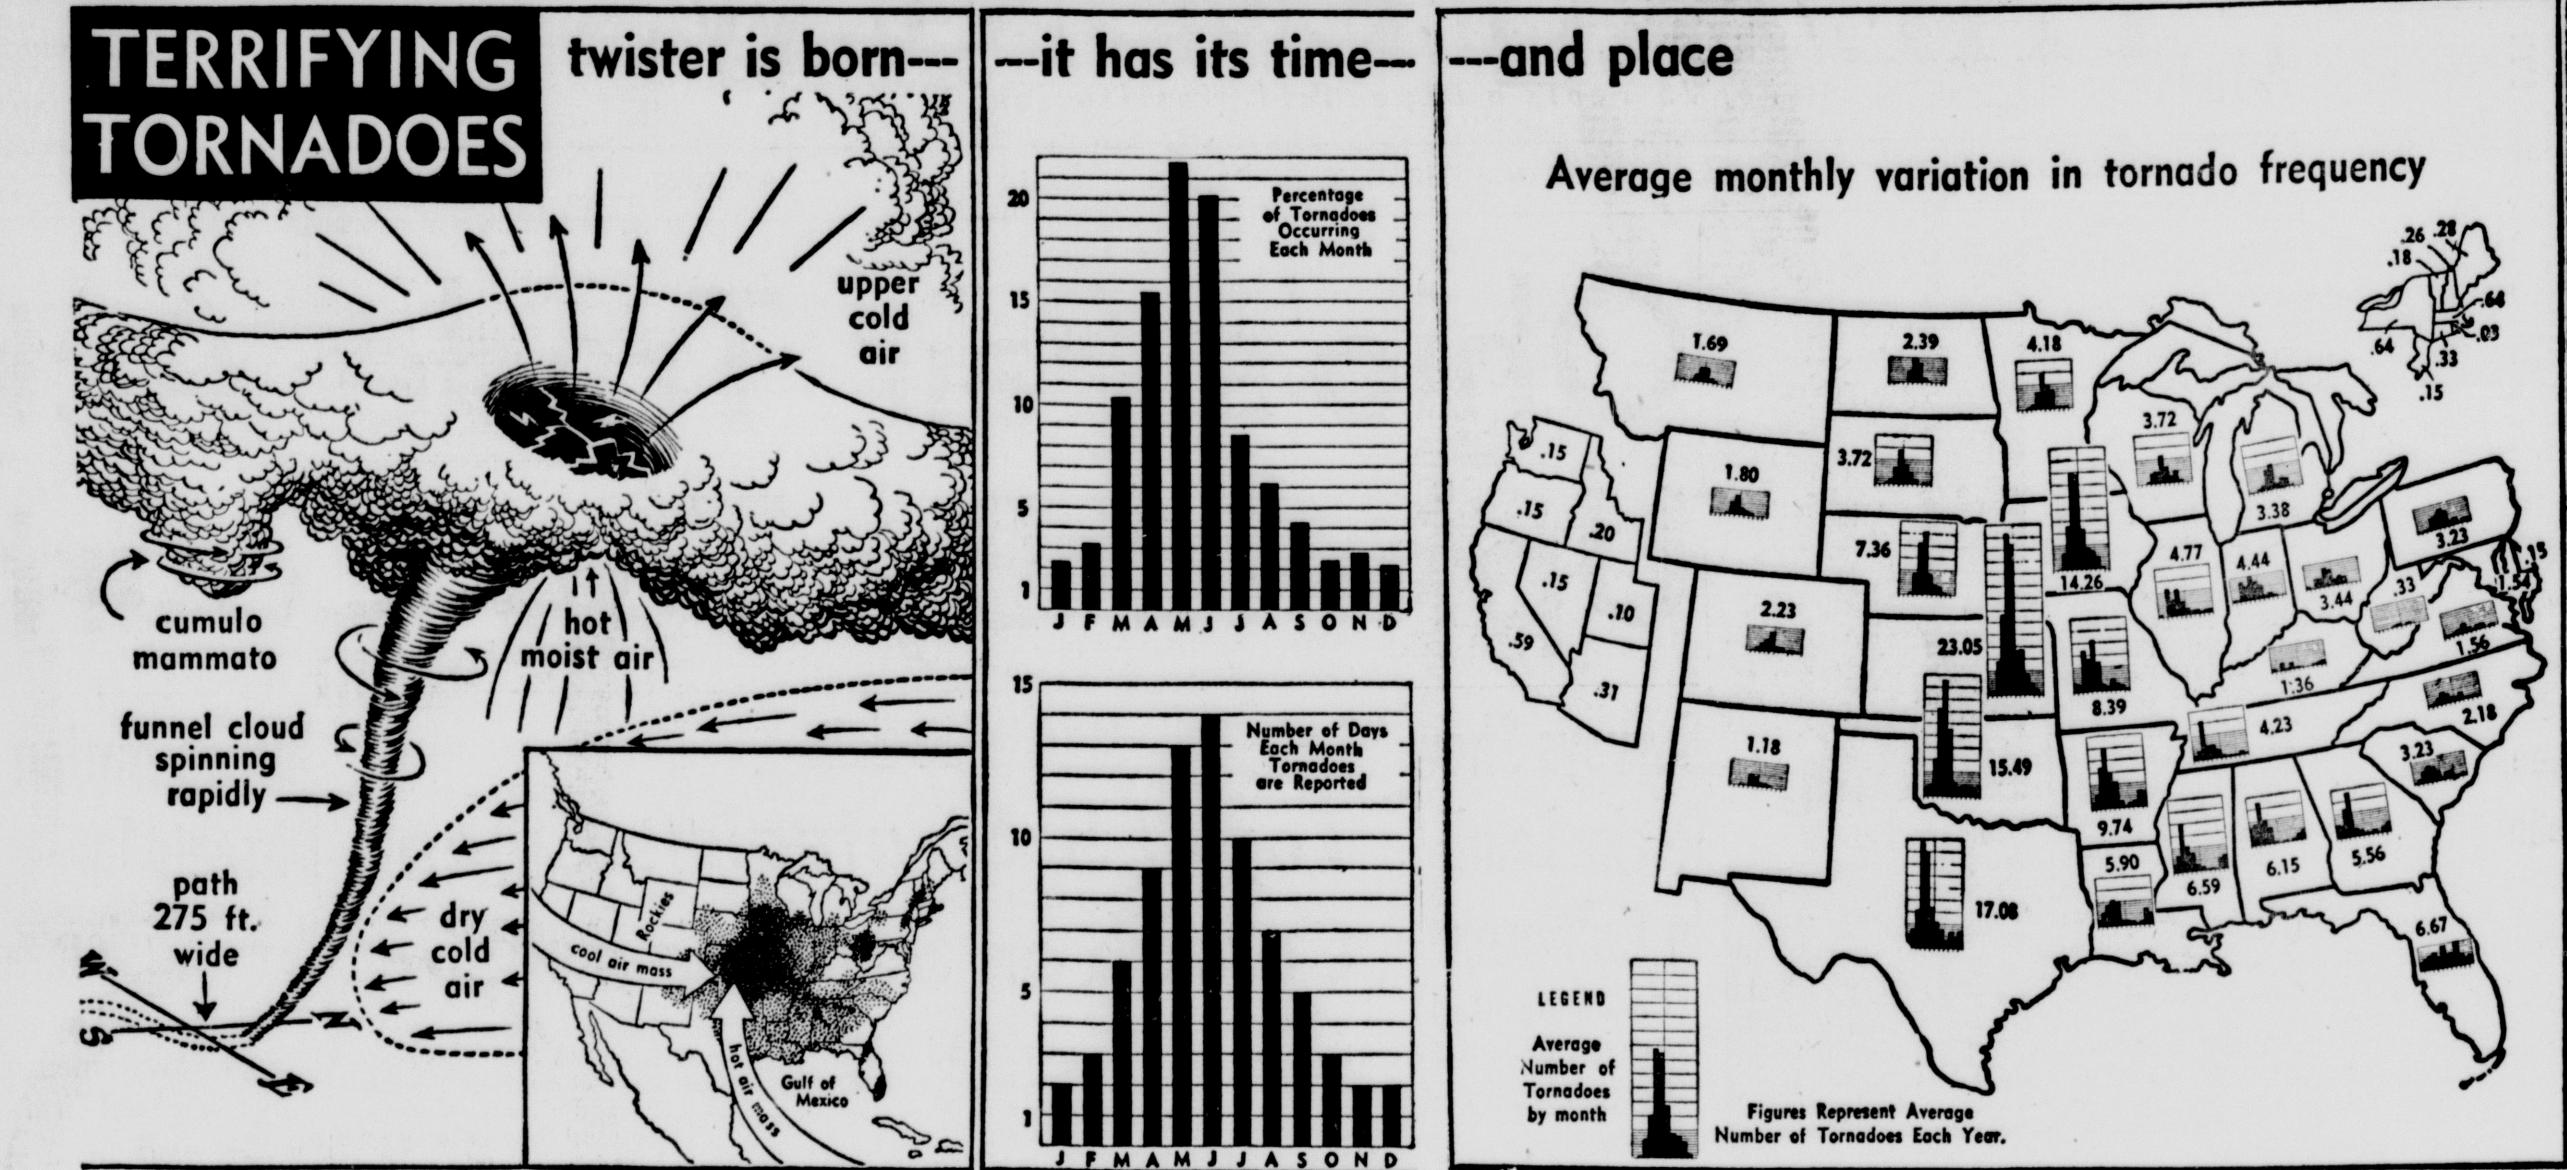 TERRIFYING
TORNADOES
twister is born---
upper
cold
air
cumulo
mammato
hot
moist air
funnel cloud
spinning
rapidly
path
275 ft.
wide
dry
cold
air
W
N
S
E
Rockies
cool air mass
hot air mass
Gulf of
Mexico
---it has its time---
20
15
10
5
1
Percentage
of Tornadoes
Occurring
Each Month
J F M A M J J A S O N D
15
10
5
1
Number of Days
Each Month
Tornadoes
are Reported
J F M A M J J A S O N D
---and place
Average monthly variation in tornado frequency
.26 .28
.18
.68
.03
.64
.33
.15
1.69
2.39
4.18
3.72
.15
1.80
3.72
3.38
.15
.20
3.23
7.36
4.77
4.44
.15
14.26
1.54
.15
.10
2.23
3.44
.33
.59
23.05
1.56
.31
1.36
8.39
2.18
1.18
4.23
15.49
3.23
9.74
5.90
6.59
6.15
5.56
17.08
6.67
LEGEND
Average
Number of
Tornadoes
by month
Figures Represent Average
Number of Tornadoes Each Year.